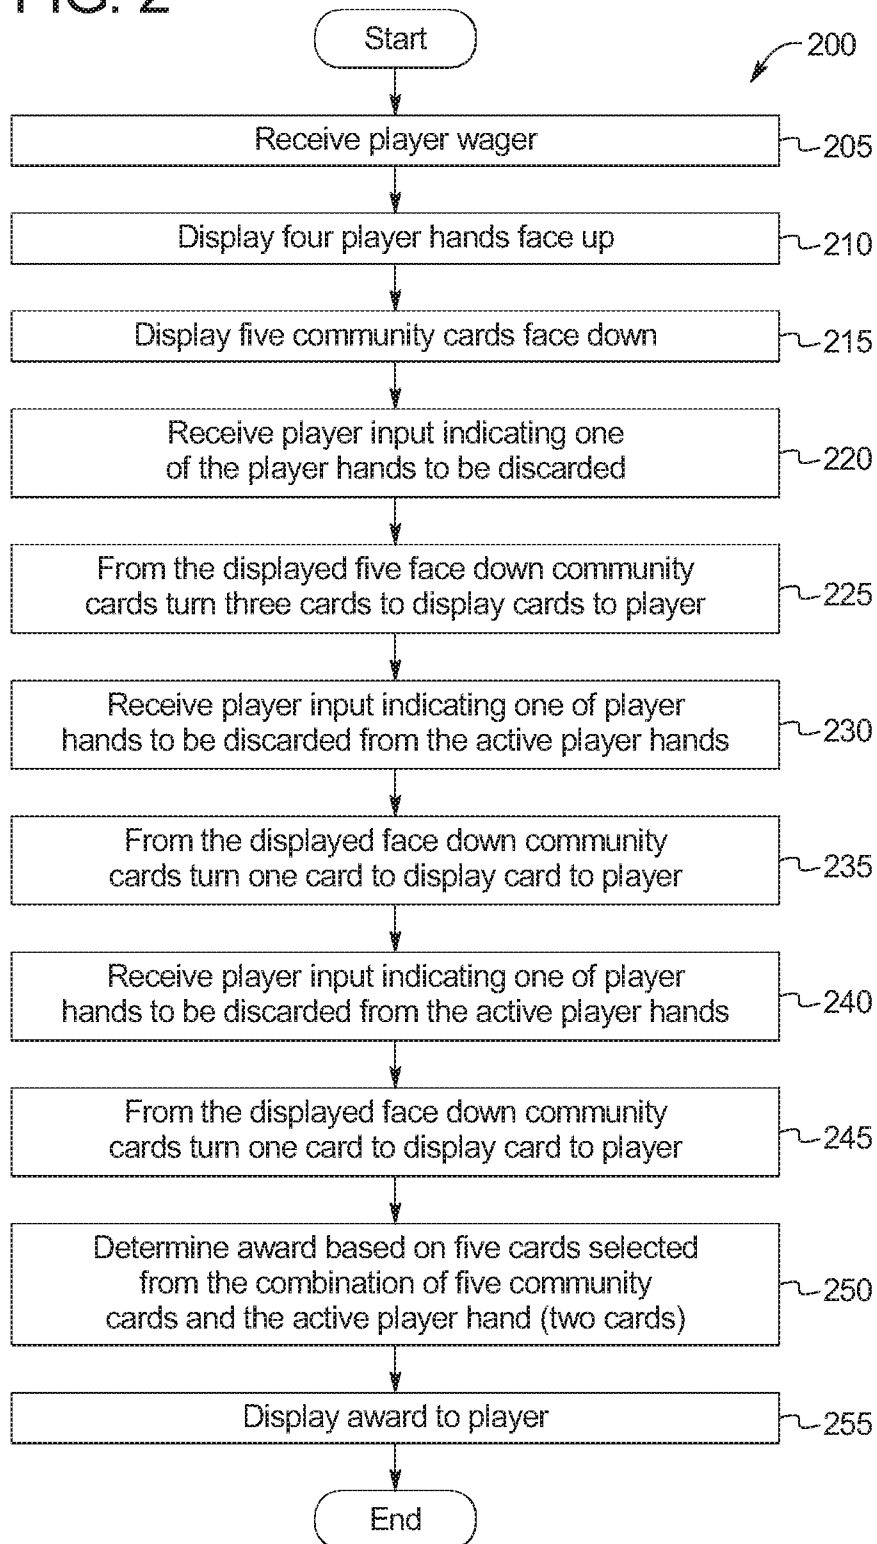 FIG. 2
Start
200
Receive player wager
205
Display four player hands face up
210
Display five community cards face down
215
Receive player input indicating one
of the player hands to be discarded
220
From the displayed five face down community
cards turn three cards to display cards to player
225
Receive player input indicating one of player
hands to be discarded from the active player hands
230
From the displayed face down community
cards turn one card to display card to player
235
Receive player input indicating one of player
hands to be discarded from the active player hands
240
From the displayed face down community
cards turn one card to display card to player
245
Determine award based on five cards selected
from the combination of five community
cards and the active player hand (two cards)
250
Display award to player
255
End